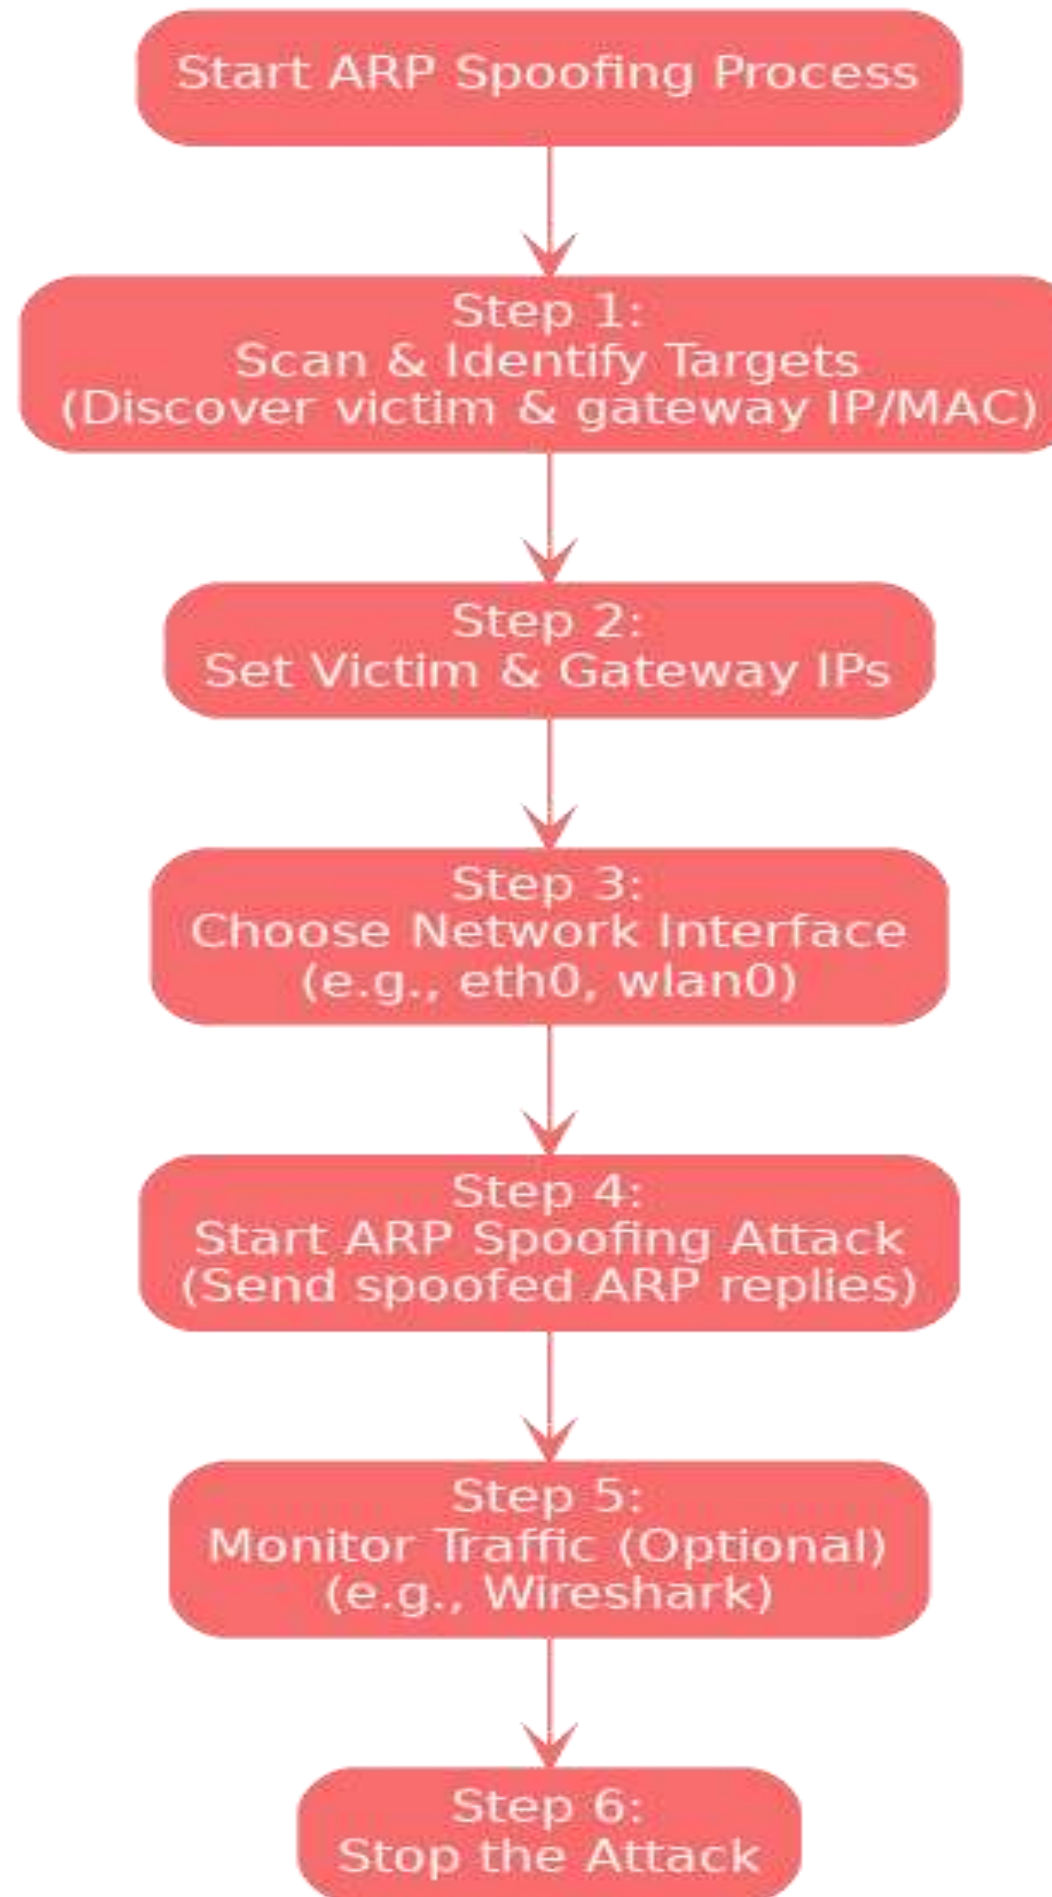 Start ARP Spoofing Process
Step 1:
Scan & Identify Targets
(Discover victim & gateway IP/MAC)
Step 2:
Set Victim & Gateway IPs
Step 3:
Choose Network Interface
(e.g., eth0, wlan0)
Step 4:
Start ARP Spoofing Attack
(Send spoofed ARP replies)
Step 5:
Monitor Traffic (Optional)
(e.g., Wireshark)
Step 6:
Stop the Attack